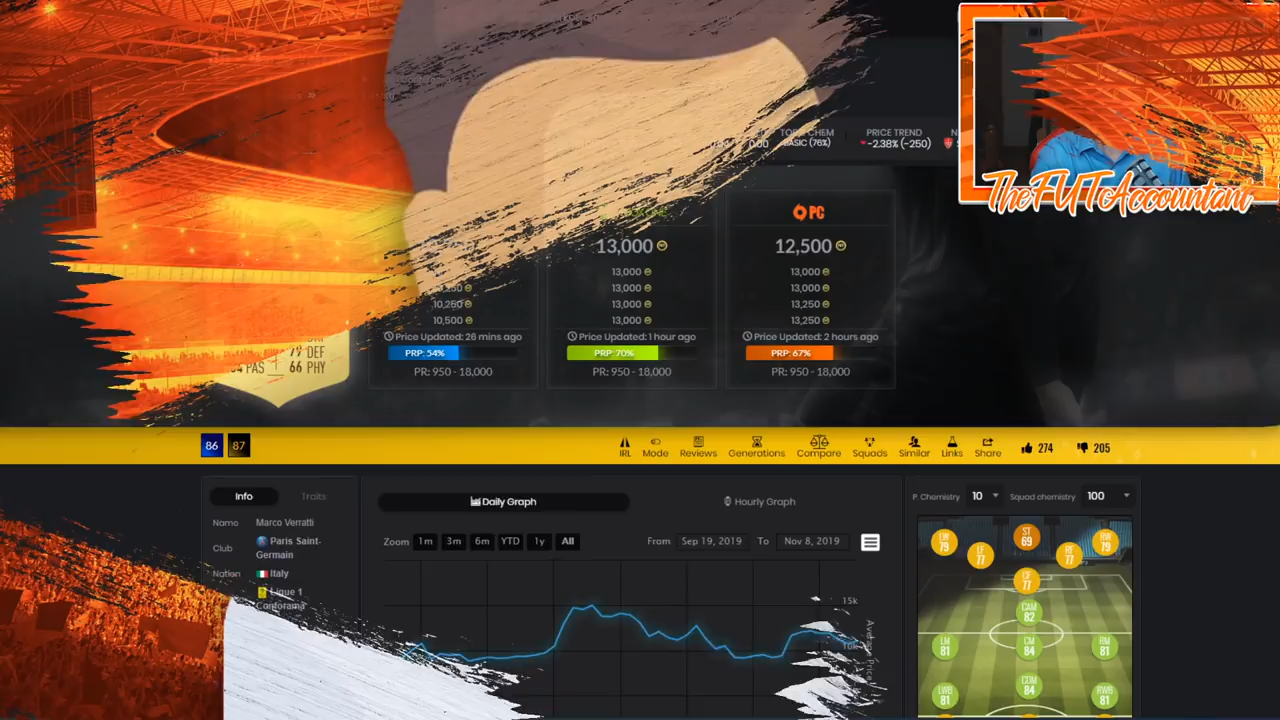 CHEM
BASIC (76%)
PRICE TREND
-2.38% (-250)
TheFUTAccountant
PC
13,000
12,500
13,000
13,000
13,000
13,000
10,250
13,000
13,250
10,500
13,000
13,250
Price Updated: 26 mins ago
Price Updated: 1 hour ago
Price Updated: 2 hours ago
PRP: 54%
PRP: 70%
PRP: 67%
PR: 950 - 18,000
PR: 950 - 18,000
PR: 950 - 18,000
79 DEF
PAS
66 PHY
86
87
IRL
Mode
Reviews
Generations
Compare
Squads
Similar
Links
Share
274
205
Info
Traits
Daily Graph
Hourly Graph
P. Chemistry 10
Squad chemistry 100
Name
Marco Verratti
Club
Paris Saint-
Germain
Nation
Italy
Ligue 1
Conforama
Zoom 1m 3m 6m YTD 1y All
From Sep 19, 2019 To Nov 8, 2019
15k
10k
LW
79
LF
77
ST
69
RF
77
RW
79
CF
77
CAM
82
LM
81
CM
84
RM
81
LWB
81
CDM
84
RWB
81